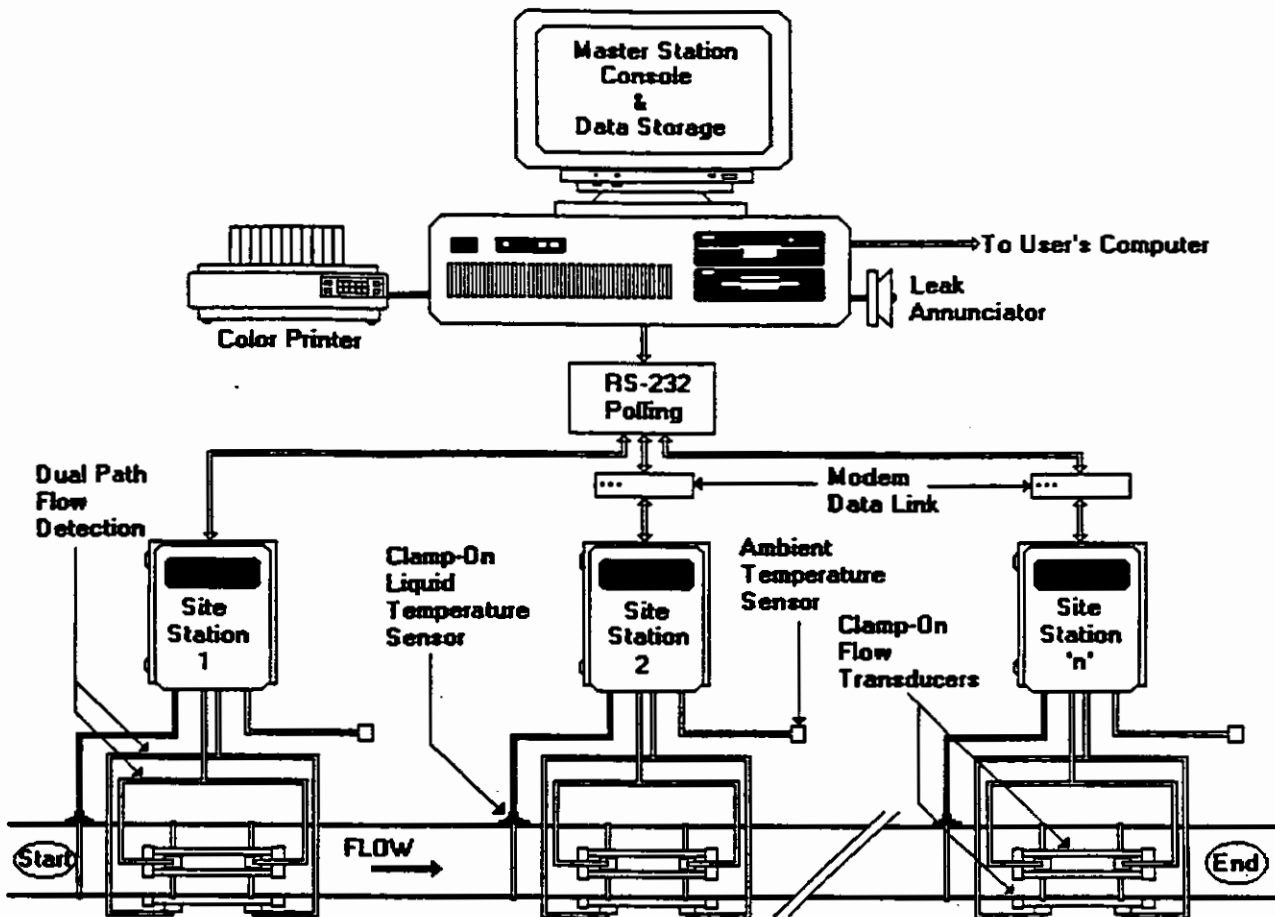 Master Station
Console
&
Data Storage
To User's Computer
Leak
Annunciator
Color Printer
RS-232
Polling
Dual Path
Flow
Detection
Modem
Data Link
Clamp-On
Liquid
Temperature
Sensor
Ambient
Temperature
Sensor
Clamp-On
Flow
Transducers
Site
Station
1
Site
Station
2
Site
Station
'n'
Start
FLOW
End